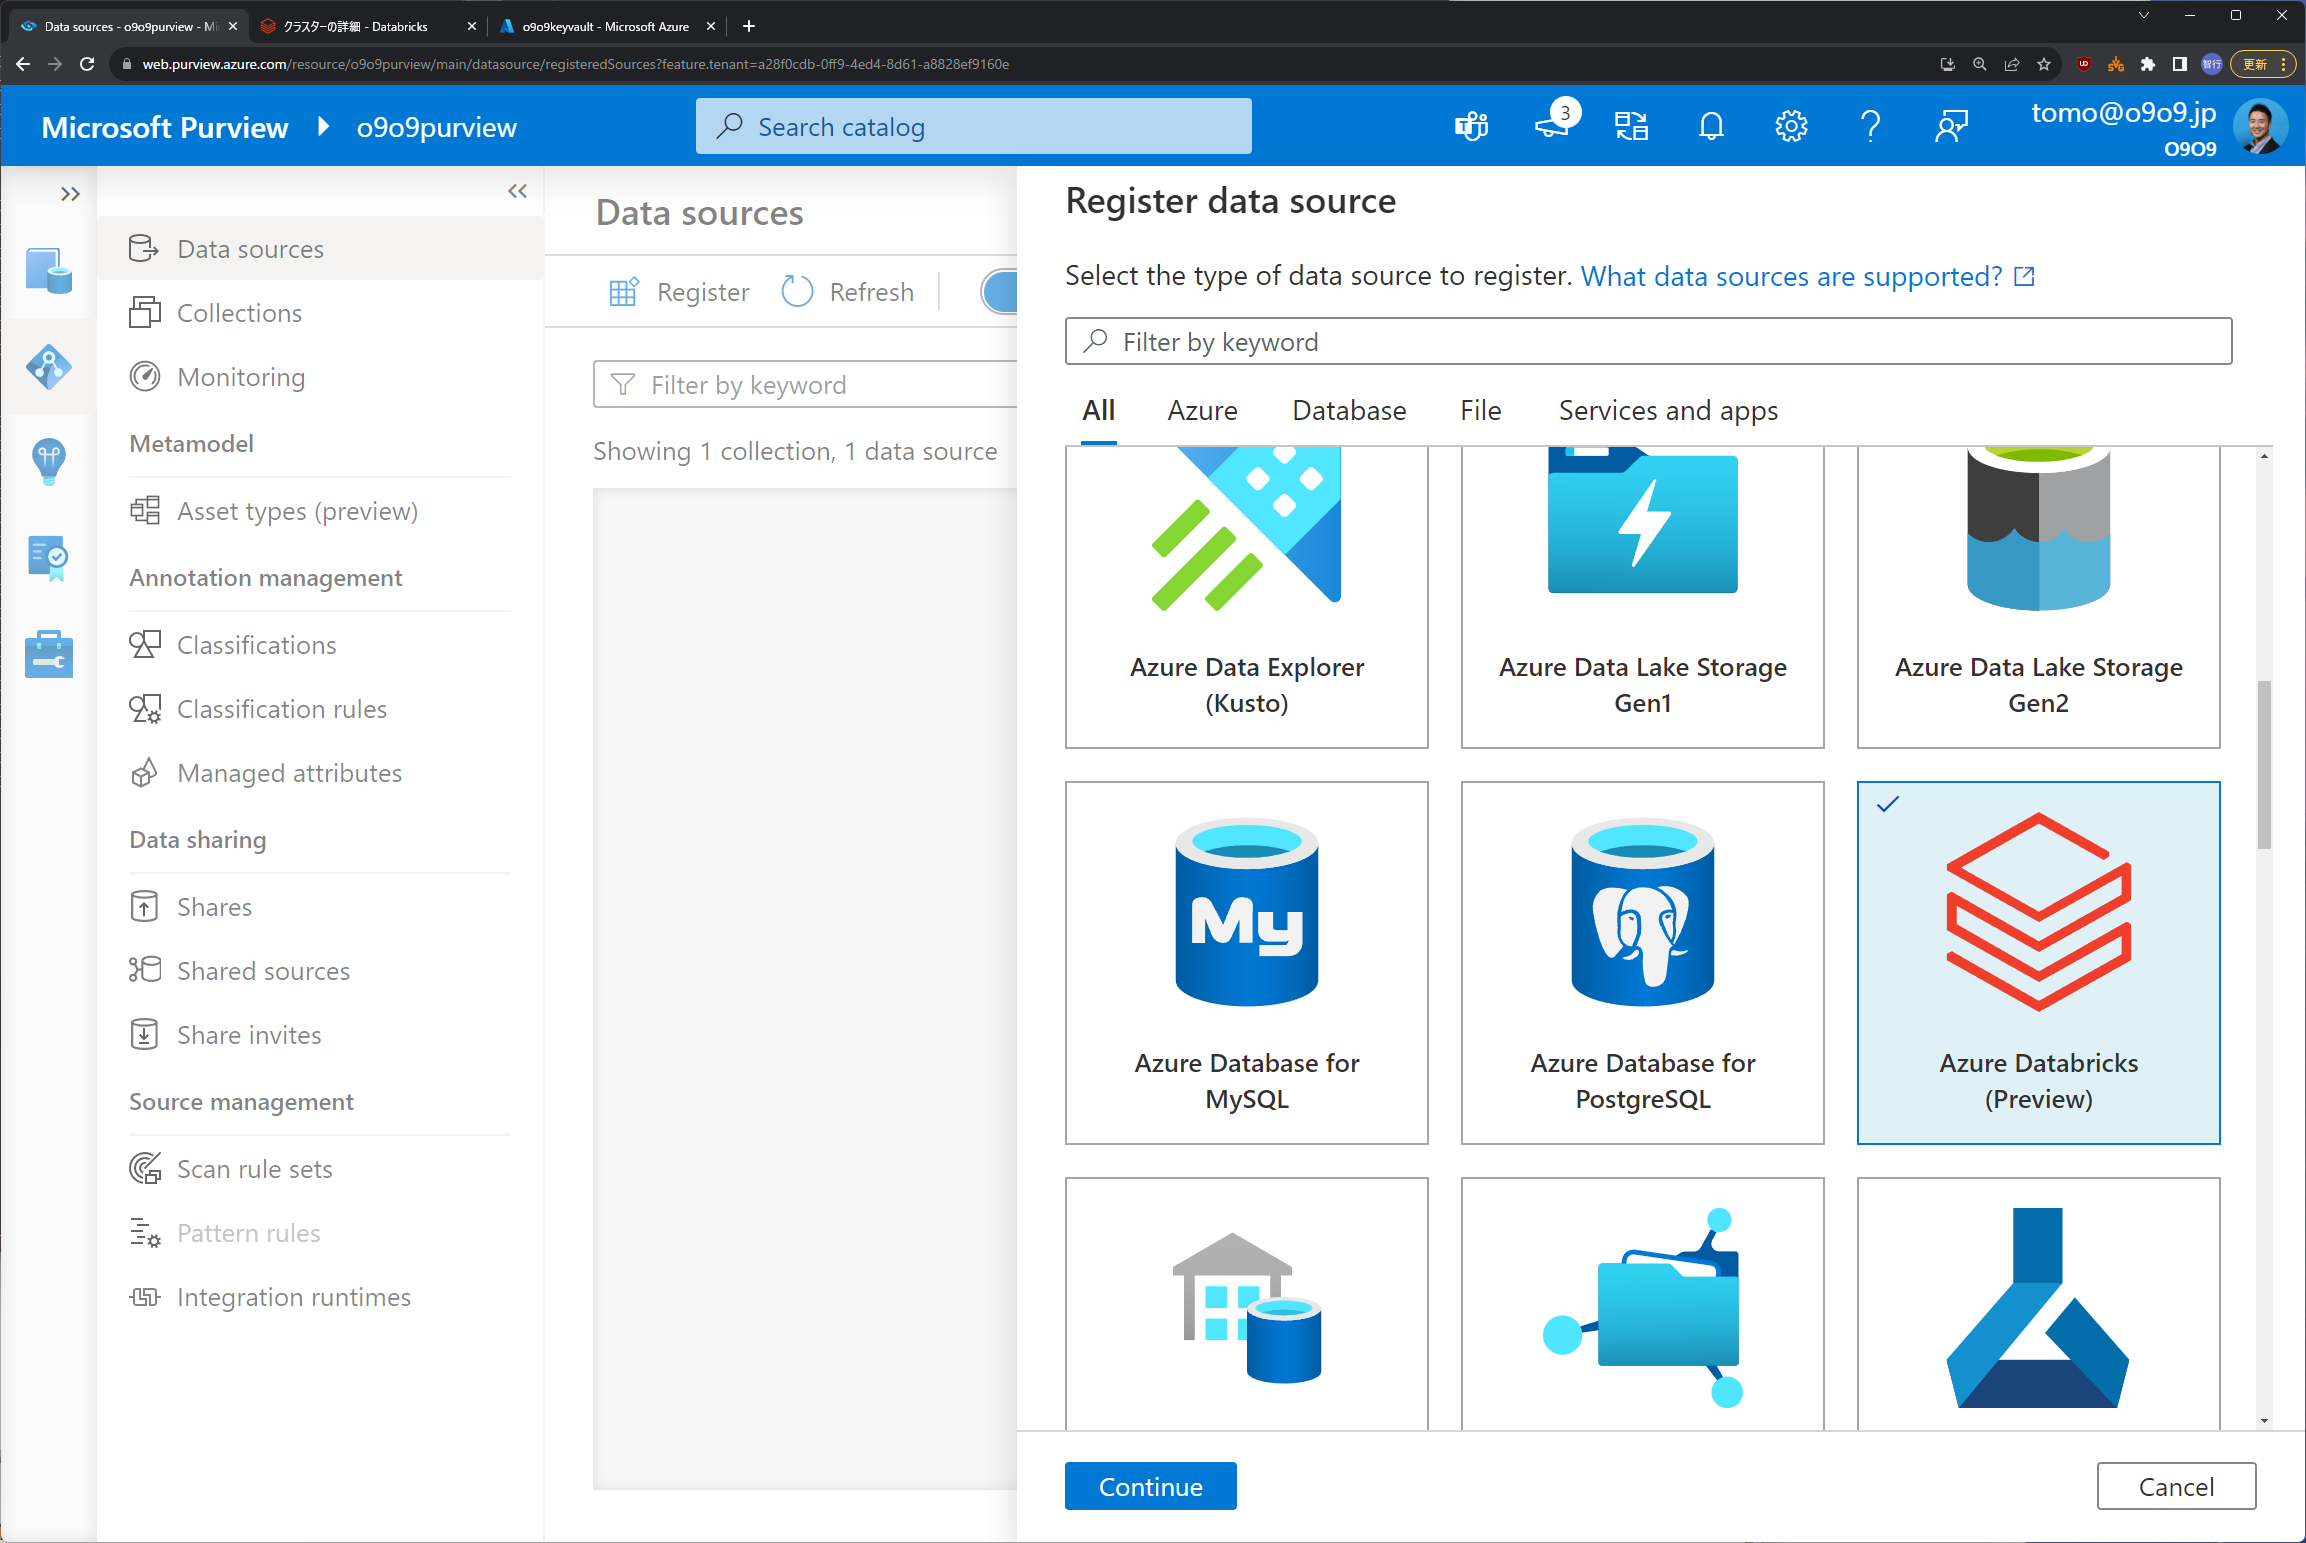 Data sources - o9o9purview - Mi
クラスターの詳細 - Databricks
o9o9keyvault - Microsoft Azure
web.purview.azure.com/resource/o9o9purview/main/datasource/registeredSources?feature.tenant=a28f0cdb-0ff9-4ed4-8d61-a8828ef9160e
智行
更新
Microsoft Purview
o9o9purview
Search catalog
3
tomo@o9o9.jp
O9O9
Data sources
Collections
Monitoring
Metamodel
Asset types (preview)
Annotation management
Classifications
Classification rules
Managed attributes
Data sharing
Shares
Shared sources
Share invites
Source management
Scan rule sets
Pattern rules
Integration runtimes
Data sources
Register
Refresh
Filter by keyword
Showing 1 collection, 1 data source
Register data source
Select the type of data source to register. What data sources are supported?
Filter by keyword
All
Azure
Database
File
Services and apps
Azure Data Explorer
(Kusto)
Azure Data Lake Storage
Gen1
Azure Data Lake Storage
Gen2
My
Azure Database for
MySQL
Azure Database for
PostgreSQL
Azure Databricks
(Preview)
Continue
Cancel